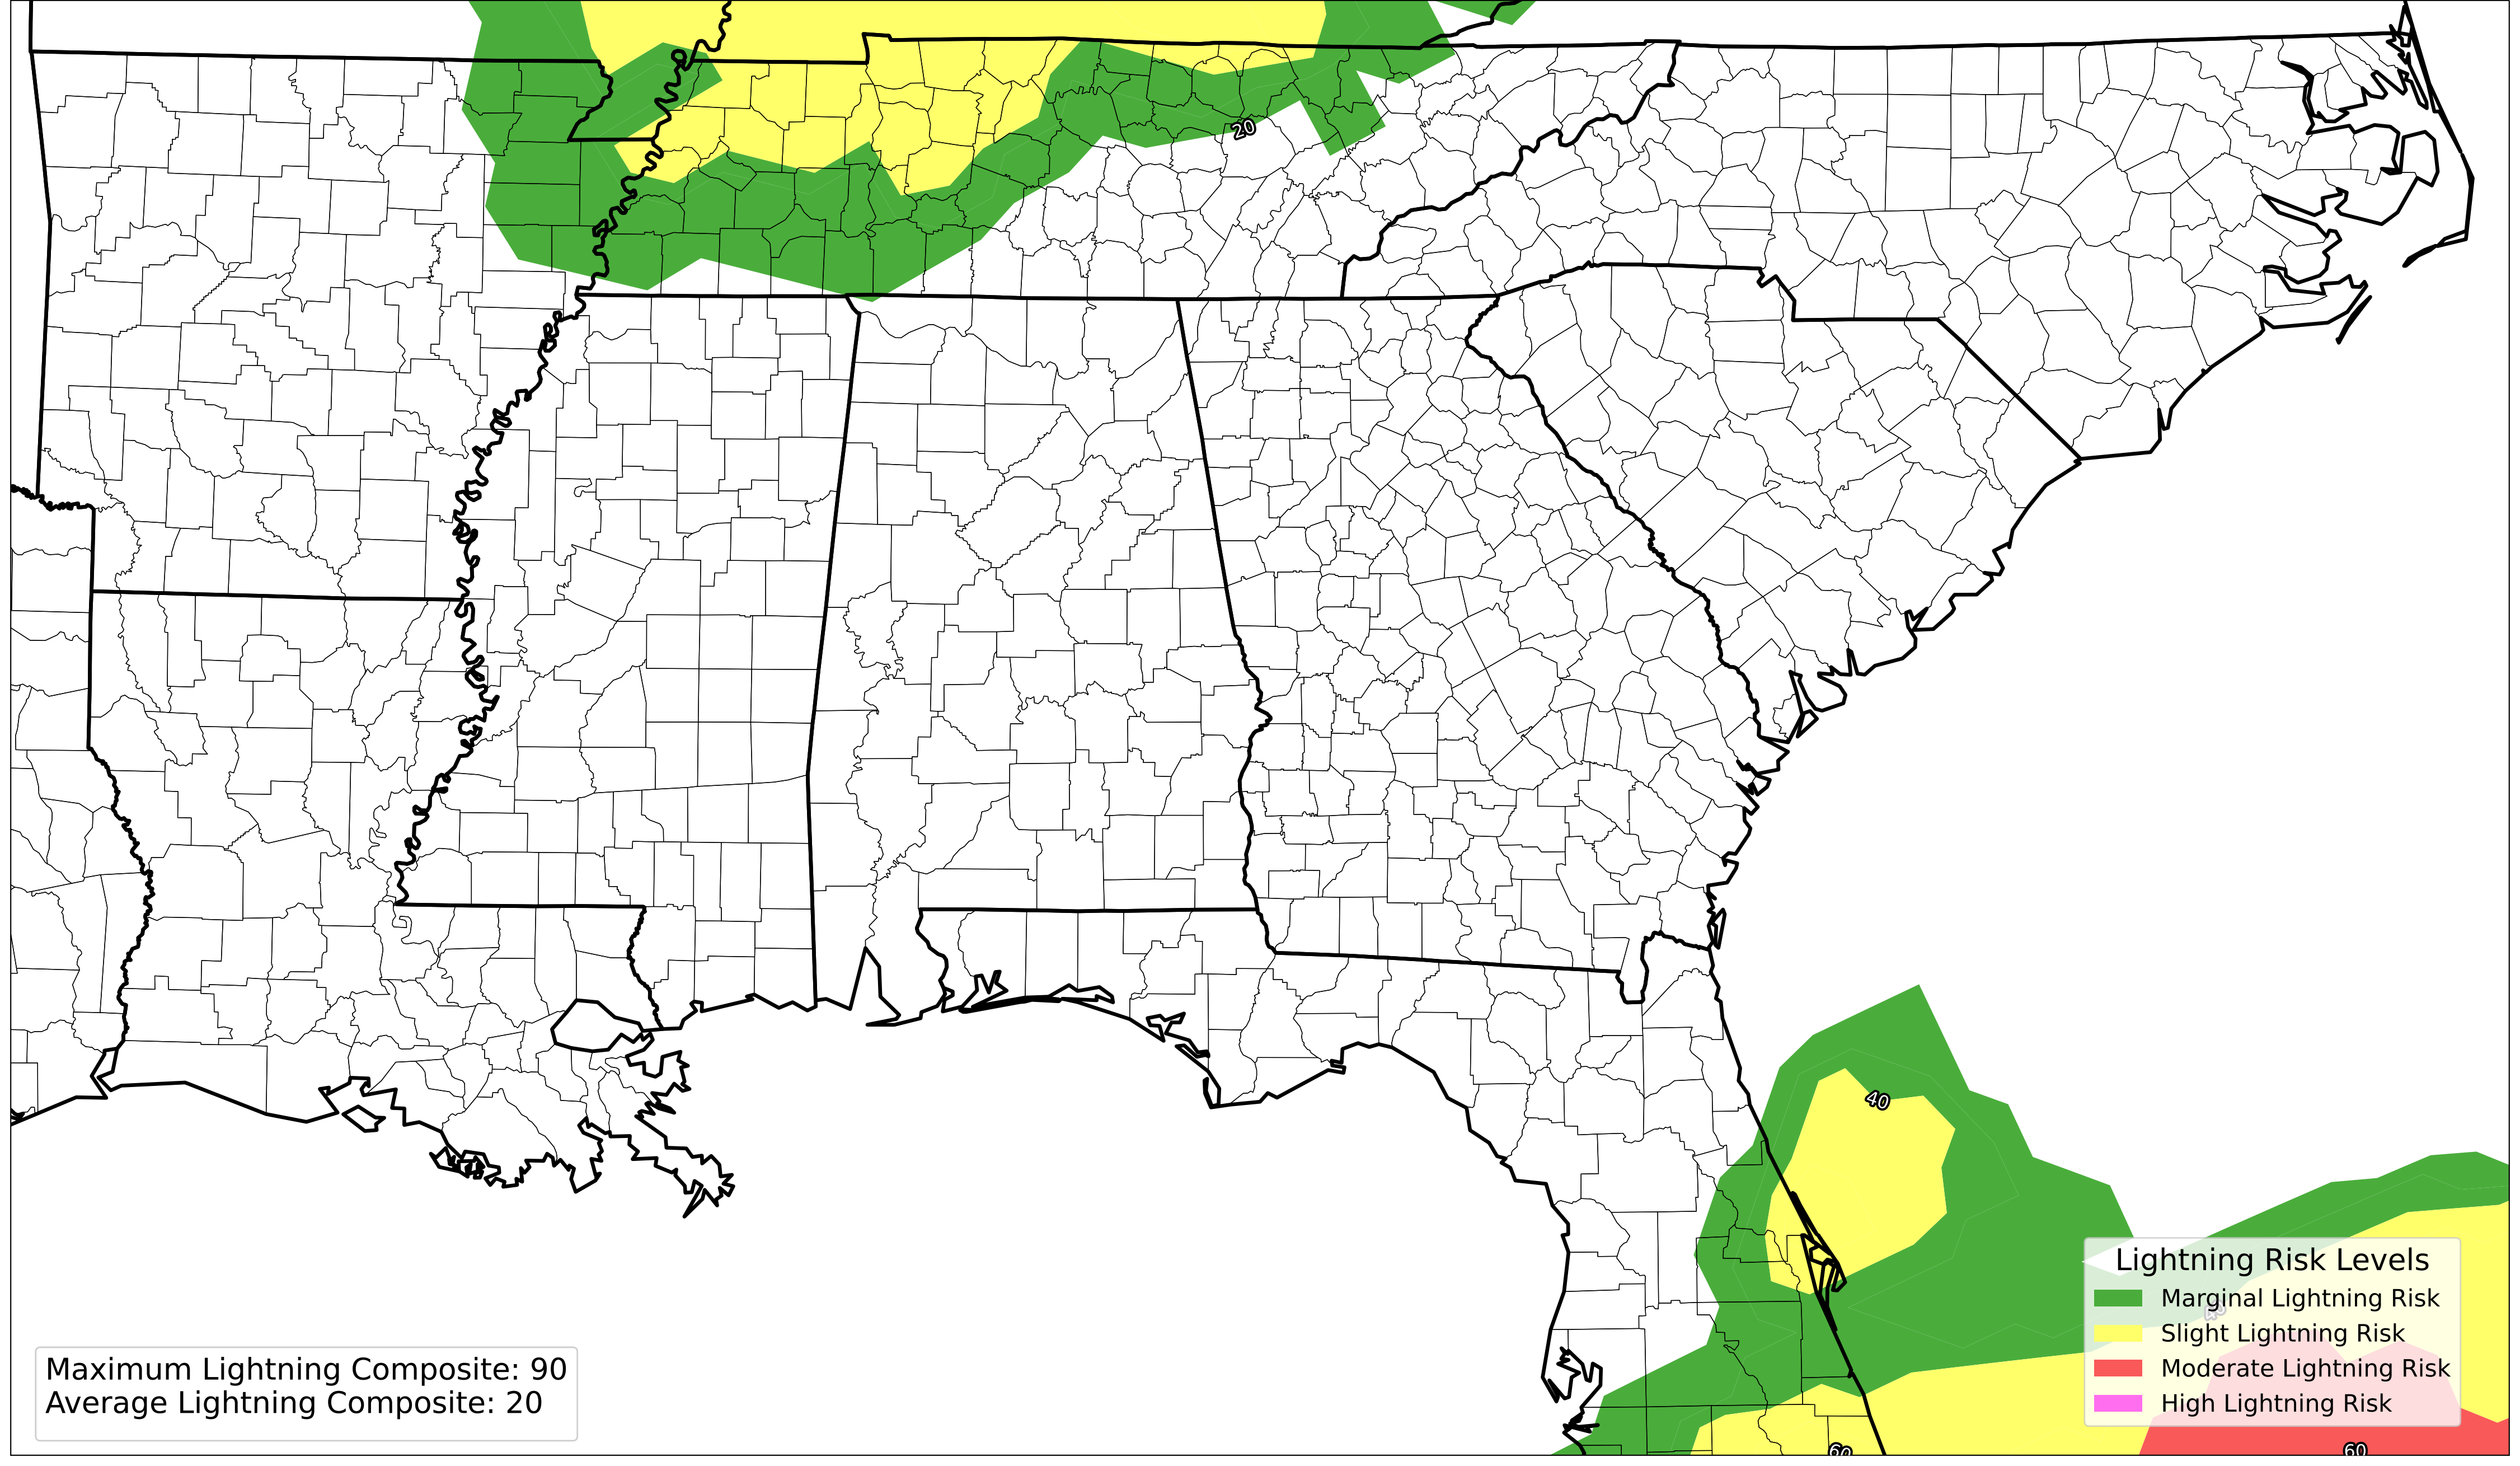 20
40
Lightning Risk Levels
Marginal Lightning Risk
Slight Lightning Risk
Moderate Lightning Risk
High Lightning Risk
Maximum Lightning Composite: 90
Average Lightning Composite: 20
60
60